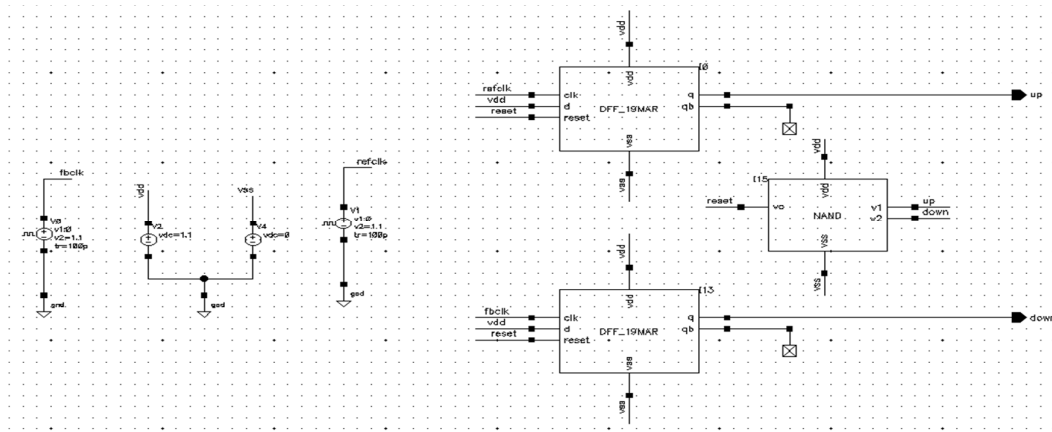 vdd
vdd
I0
refclk
vdd
reset
clk
d
reset
DFF_19MAR
q
qb
up
vss
vss
fbclk
V0
v1:0
v2=1.1
tr=100p
gnd
vdd
V2
vdc=1.1
vss
V4
vdc=0
gnd
refclk
V1
v1:0
v2=1.1
tr=100p
gnd
vdd
I15
vdd
reset
vo
NAND
v1
v2
up
down
vss
vss
vdd
vdd
I13
fbclk
vdd
reset
clk
d
reset
DFF_19MAR
q
qb
down
vss
vss